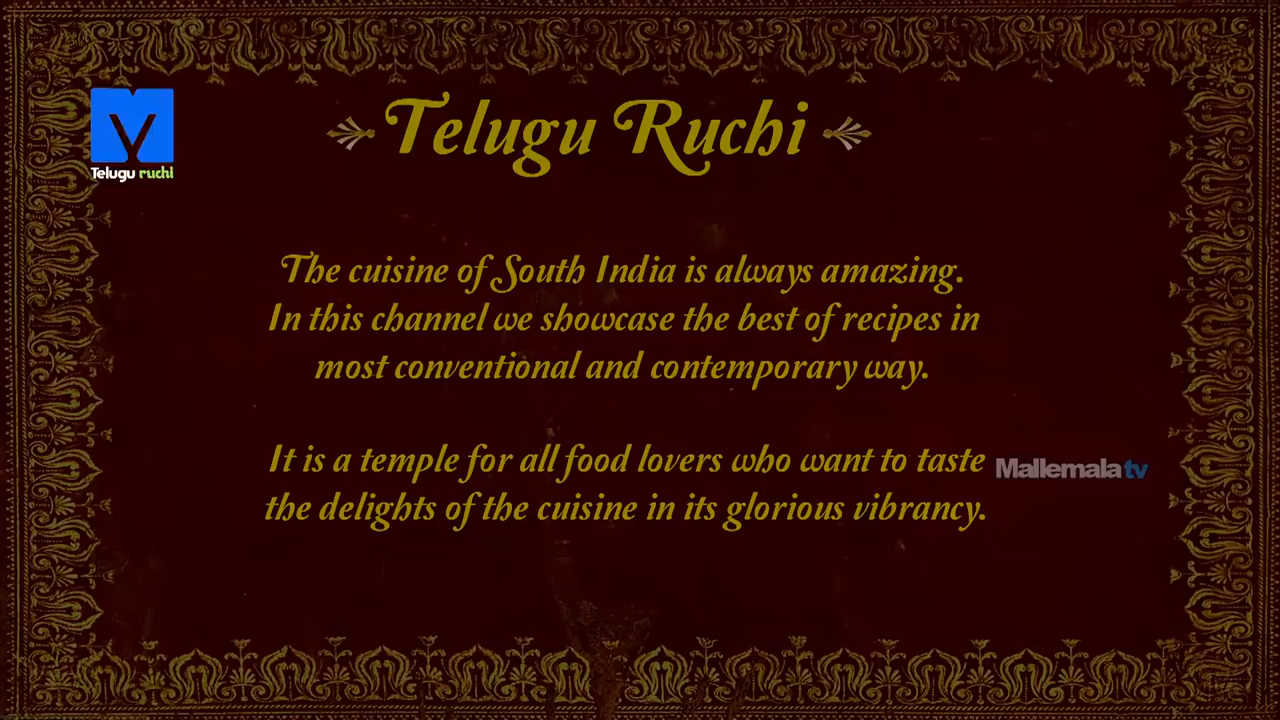 Telugu Ruchi
Telugu ruchi
The cuisine of South India is always amazing.
In this channel we showcase the best of recipes in
most conventional and contemporary way.
It is a temple for all food lovers who want to taste
the delights of the cuisine in its glorious vibrancy.
Mallemala tv